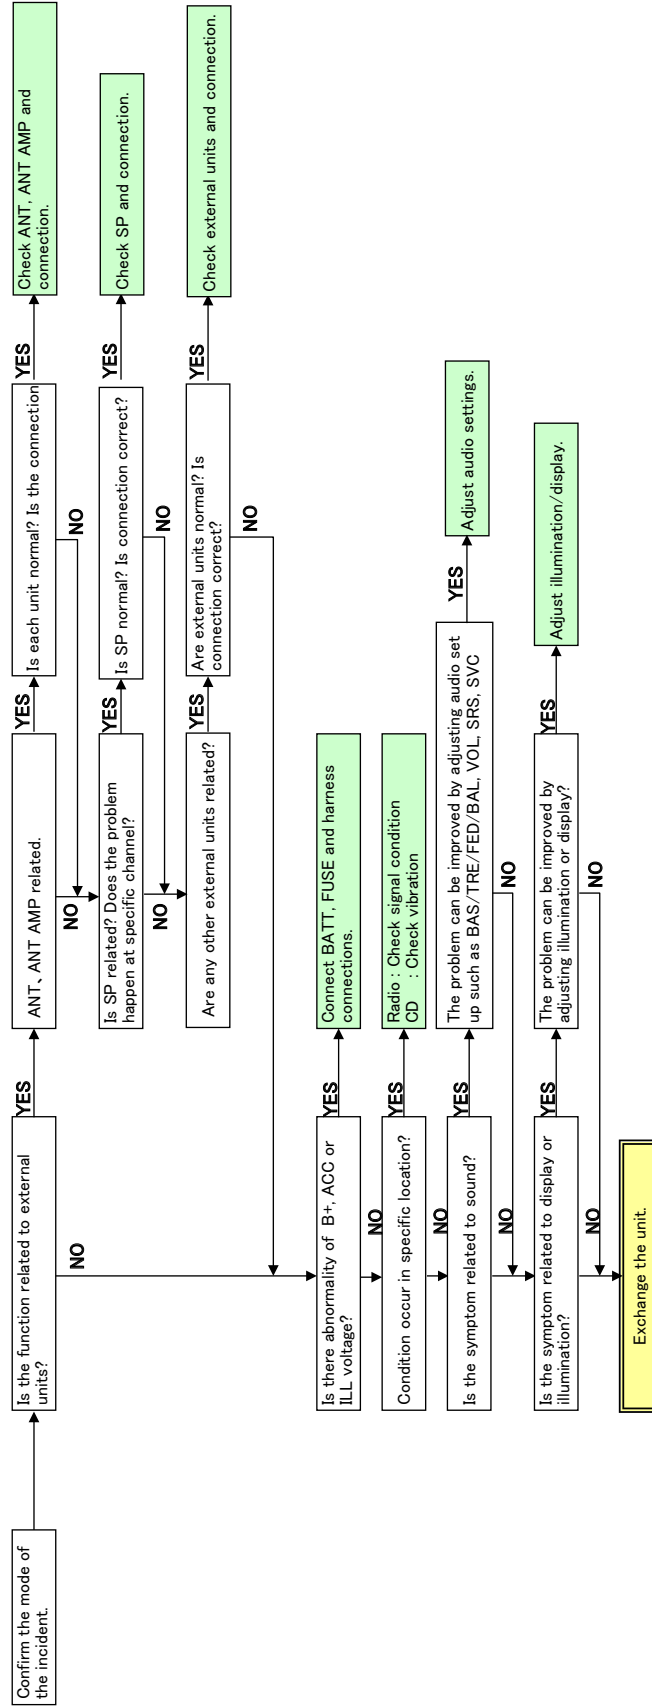 Confirm the mode of
the incident.
Is the function related to external
units?
YES
NO
ANT、ANT AMP related.
YES
NO
Is each unit normal? Is the connection
YES
NO
Check ANT, ANT AMP and
connection.
Is SP related? Does the problem
happen at specific channel?
YES
NO
Is SP normal? Is connection correct?
YES
NO
Check SP and connection.
Are any other external units related?
YES
Are external units normal? Is
connection correct?
YES
NO
Check external units and connection.
Is there abnormality of B+, ACC or
ILL voltage?
YES
NO
Connect BATT, FUSE and harness
connections.
Condition occur in specific location?
YES
NO
Radio : Check signal condition
CD : Check vibration
Is the symptom related to sound?
YES
NO
The problem can be improved by adjusting audio set
up such as BAS/TRE/FED/BAL, VOL, SRS, SVC
YES
NO
Adjust audio settings.
Is the symptom related to display or
illumination?
YES
NO
The problem can be improved by
adjusting illumination or display?
YES
NO
Adjust illumination/display.
Exchange the unit.